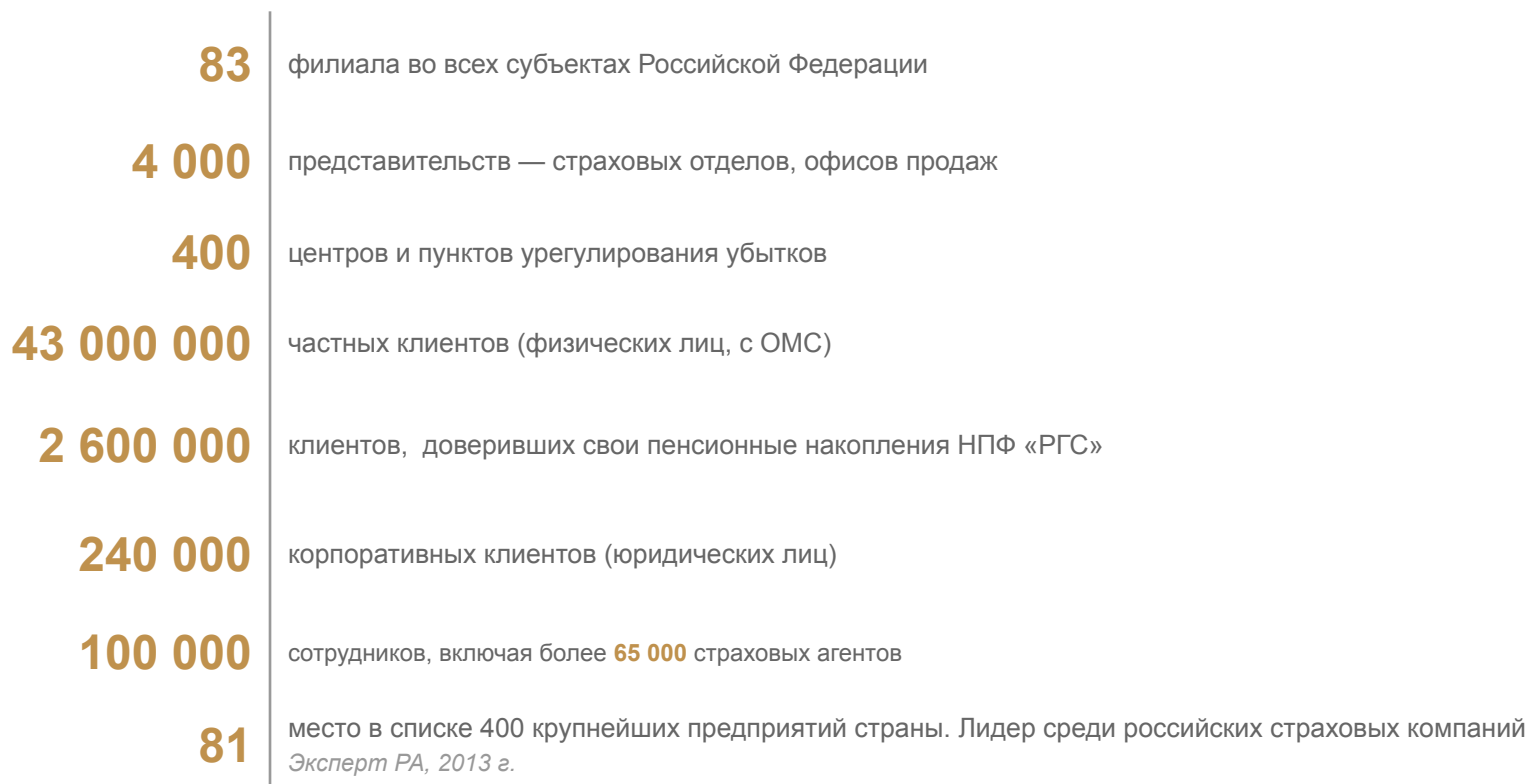 83 филиала во всех субъектах Российской Федерации
4 000 представительств — страховых отделов, офисов продаж
400 центров и пунктов урегулирования убытков
43 000 000 частных клиентов (физических лиц, с ОМС)
2 600 000 клиентов,  доверивших свои пенсионные накопления НПФ «РГС»
240 000 корпоративных клиентов (юридических лиц)
100 000 сотрудников, включая более 65 000 страховых агентов
81 место в списке 400 крупнейших предприятий страны. Лидер среди российских страховых компаний
Эксперт РА, 2013 г.